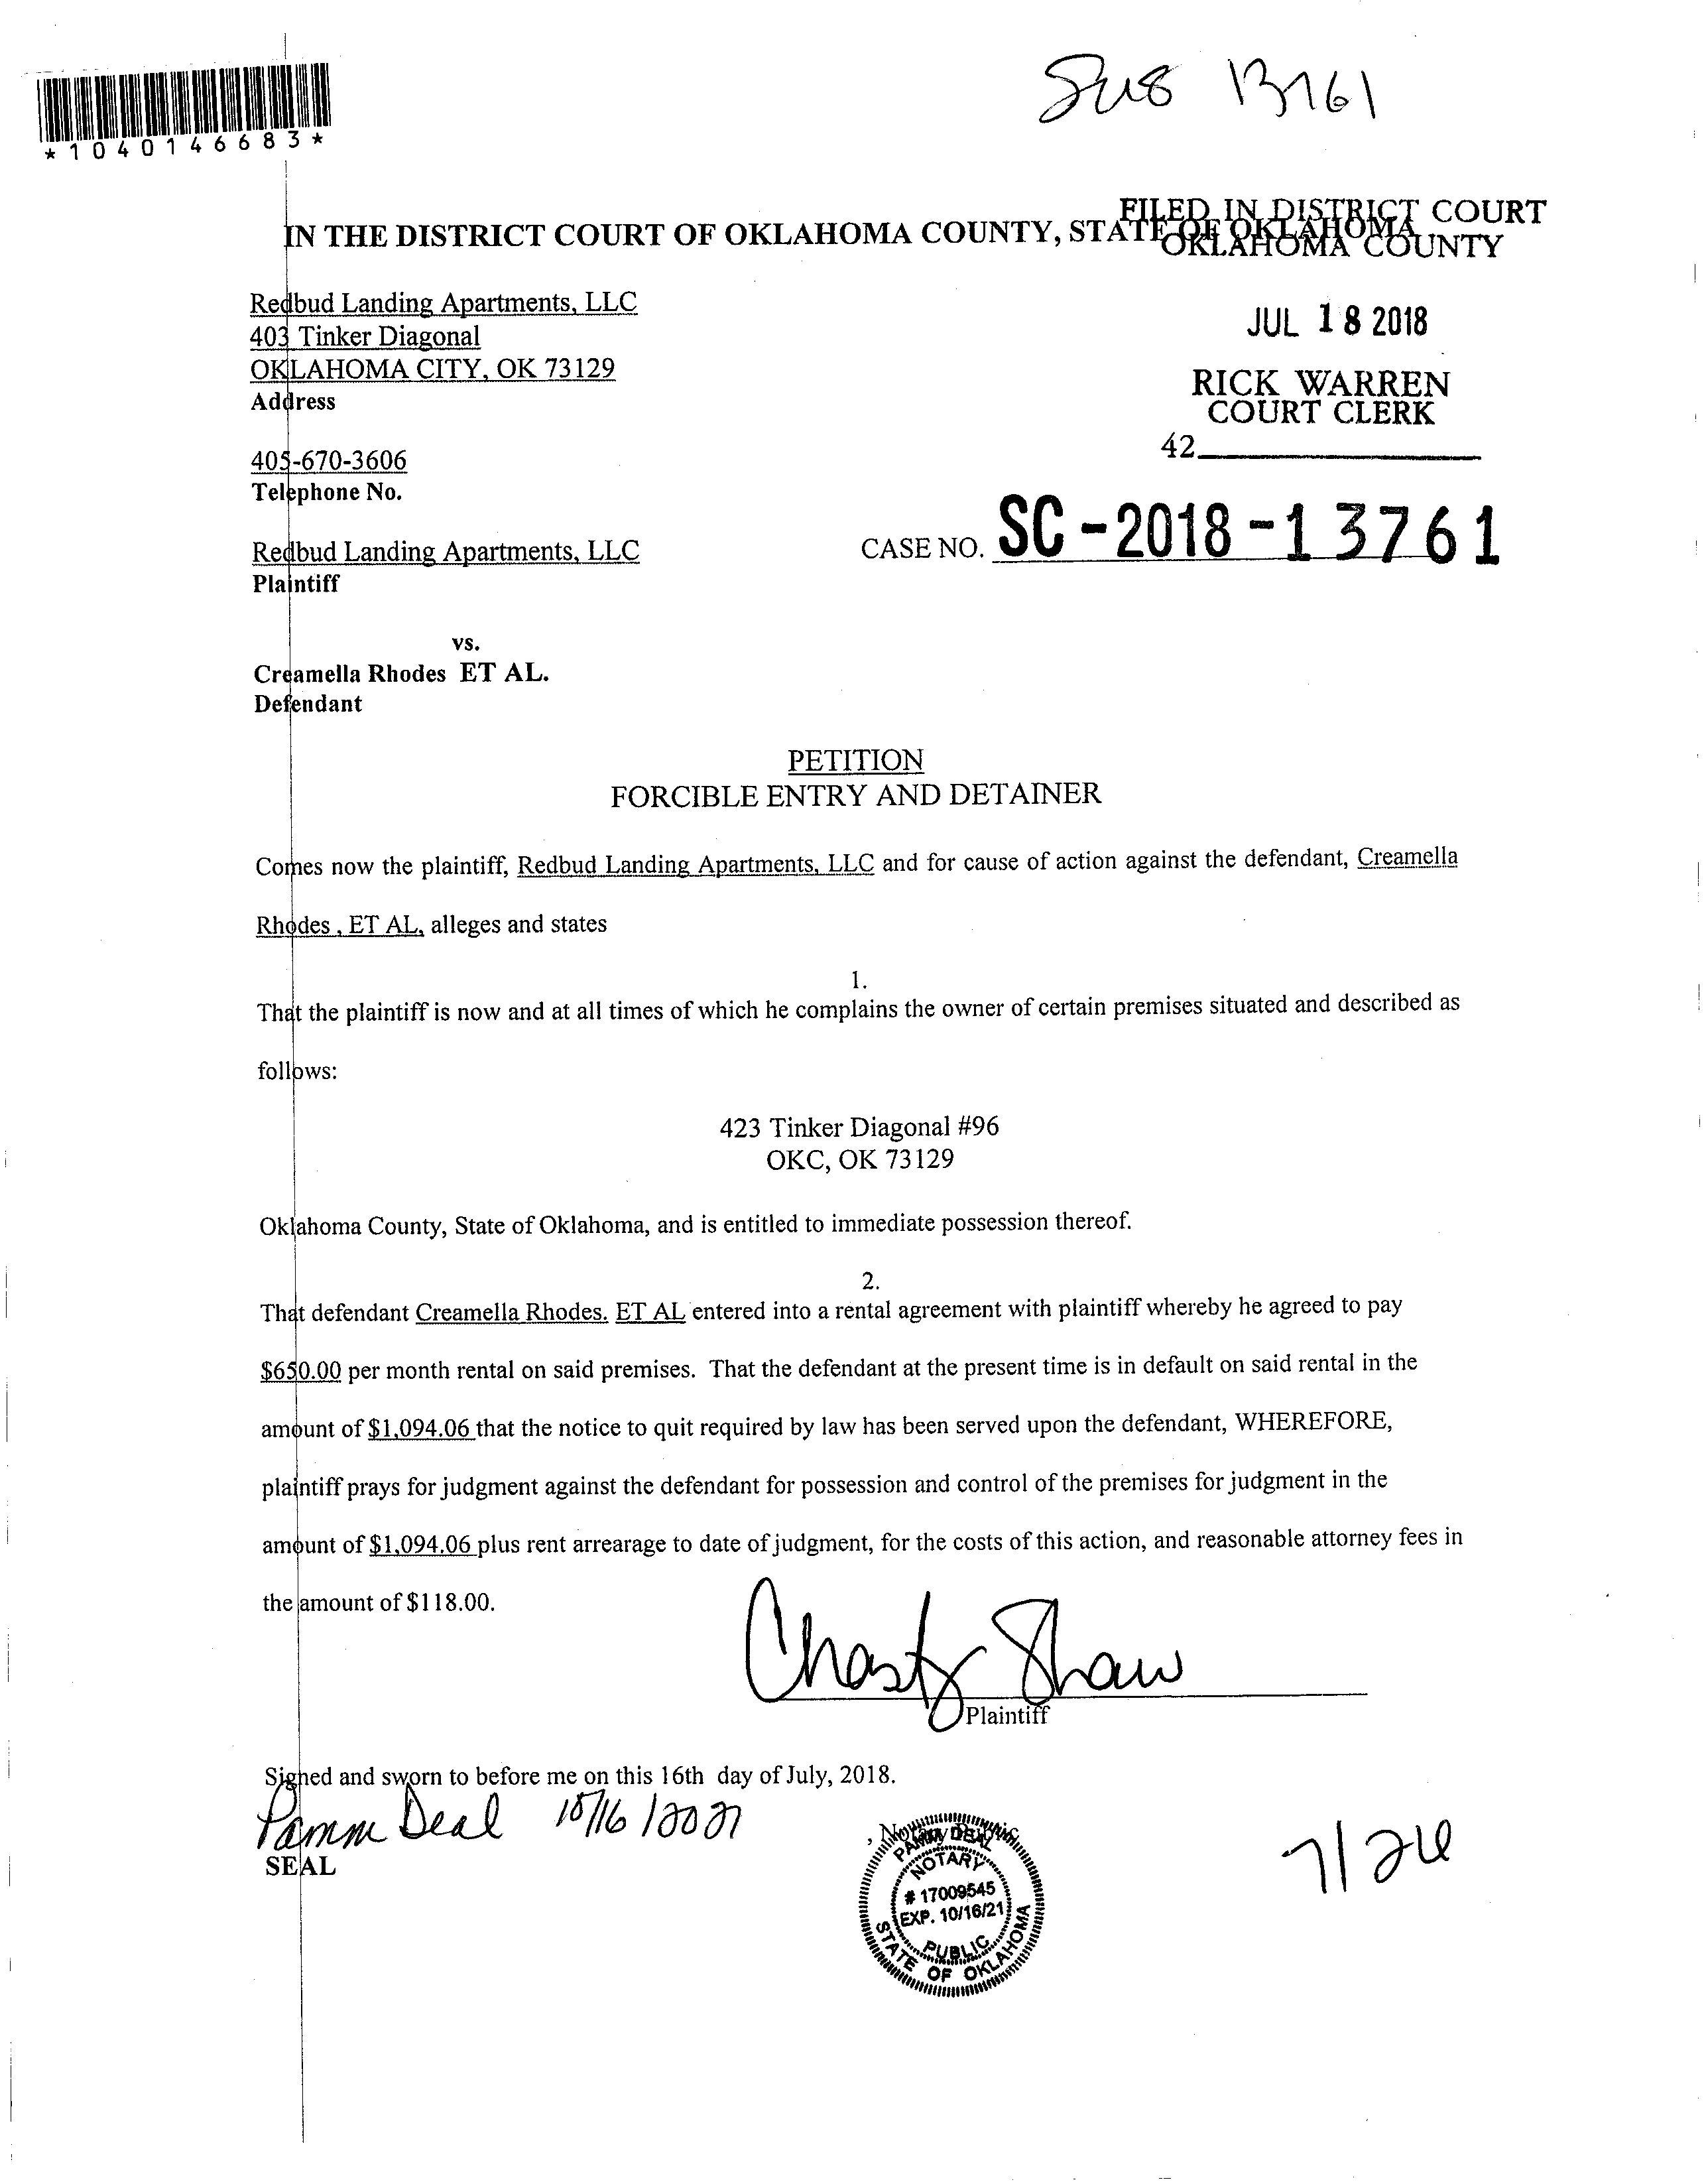 *1040146683*
SC18 13761
IN THE DISTRICT COURT OF OKLAHOMA COUNTY, STATE OF OKLAHOMA
FILED IN DISTRICT COURT
OKLAHOMA COUNTY
Redbud Landing Apartments, LLC
403 Tinker Diagonal
OKLAHOMA CITY, OK 73129
Address
JUL 18 2018
RICK WARREN
COURT CLERK
42
405-670-3606
Telephone No.
Redbud Landing Apartments, LLC
Plaintiff
CASE NO. SC-2018-13761
vs.
Creamella Rhodes ET AL.
Defendant
PETITION
FORCIBLE ENTRY AND DETAINER
Comes now the plaintiff, Redbud Landing Apartments, LLC and for cause of action against the defendant, Creamella
Rhodes , ET AL, alleges and states
1.
That the plaintiff is now and at all times of which he complains the owner of certain premises situated and described as
follows:
423 Tinker Diagonal #96
OKC, OK 73129
Oklahoma County, State of Oklahoma, and is entitled to immediate possession thereof.
2.
That defendant Creamella Rhodes. ET AL entered into a rental agreement with plaintiff whereby he agreed to pay
$650.00 per month rental on said premises. That the defendant at the present time is in default on said rental in the
amount of $1,094.06 that the notice to quit required by law has been served upon the defendant, WHEREFORE,
plaintiff prays for judgment against the defendant for possession and control of the premises for judgment in the
amount of $1,094.06 plus rent arrearage to date of judgment, for the costs of this action, and reasonable attorney fees in
the amount of $118.00.
Chasty Shaw
Plaintiff
Signed and sworn to before me on this 16th day of July, 2018.
Pamm Deal 10/16/2021
, Notary Public
SEAL
PAMM DEAL
NOTARY
# 17009545
EXP. 10/16/21
PUBLIC
STATE OF OKLAHOMA